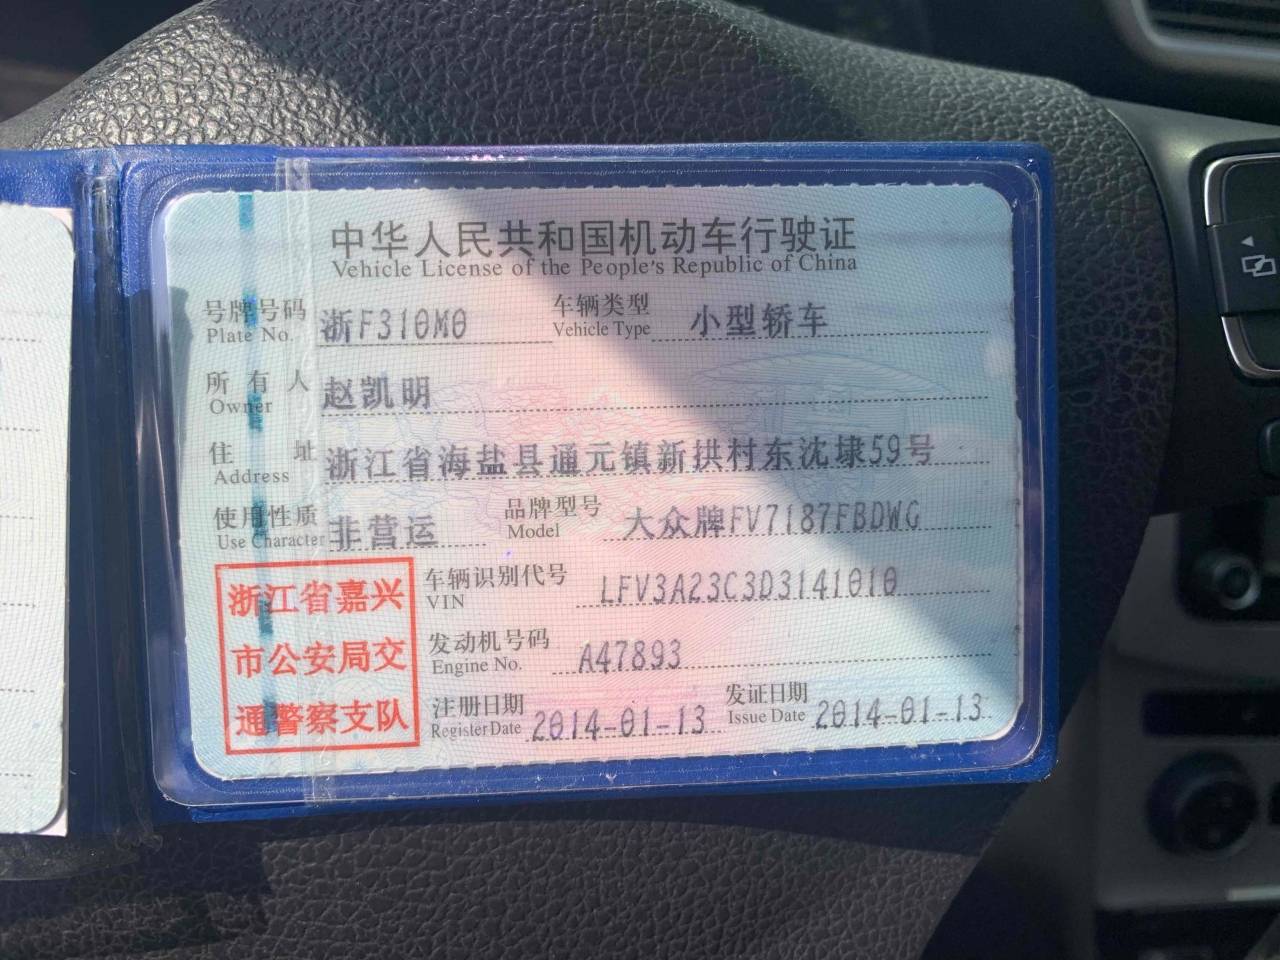 中华人民共和国机动车行驶证
Vehicle License of the People's Republic of China
号牌号码 浙F310M0 车辆类型 小型轿车
Plate No. Vehicle Type
所有人 赵凯明
Owner
住址 浙江省海盐县通元镇新拱村东沈埭59号
Address
使用性质 非营运 品牌型号 大众牌FV7187FBDWG
Use Character Model
车辆识别代号 LFV3A23C3D3141010
VIN
发动机号码 A47893
Engine No.
注册日期 2014-01-13 发证日期 2014-01-13
Register Date Issue Date
浙江省嘉兴
市公安局交
通警察支队